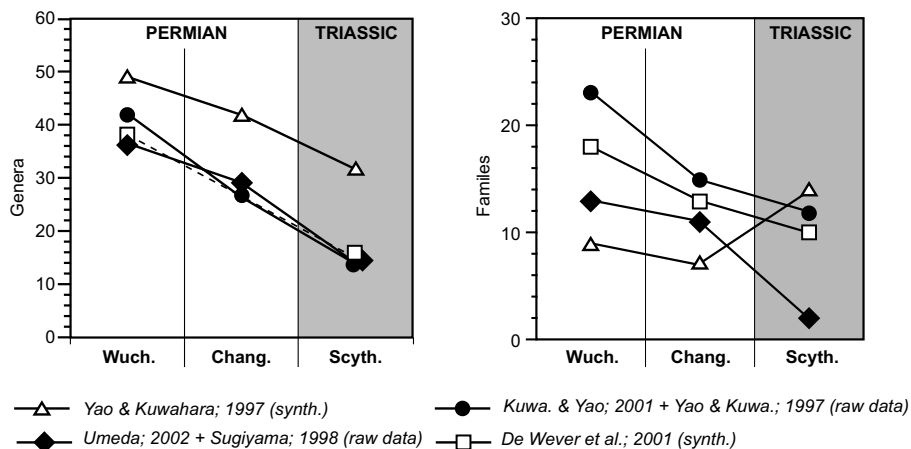 60
50
40
30
20
10
0
Genera
PERMIAN
TRIASSIC
Wuch.
Chang.
Scyth.
30
20
10
0
Familes
PERMIAN
TRIASSIC
Wuch.
Chang.
Scyth.
Yao & Kuwahara; 1997 (synth.)
Kuwa. & Yao; 2001 + Yao & Kuwa.; 1997 (raw data)
Umeda; 2002 + Sugiyama; 1998 (raw data)
De Wever et al.; 2001 (synth.)